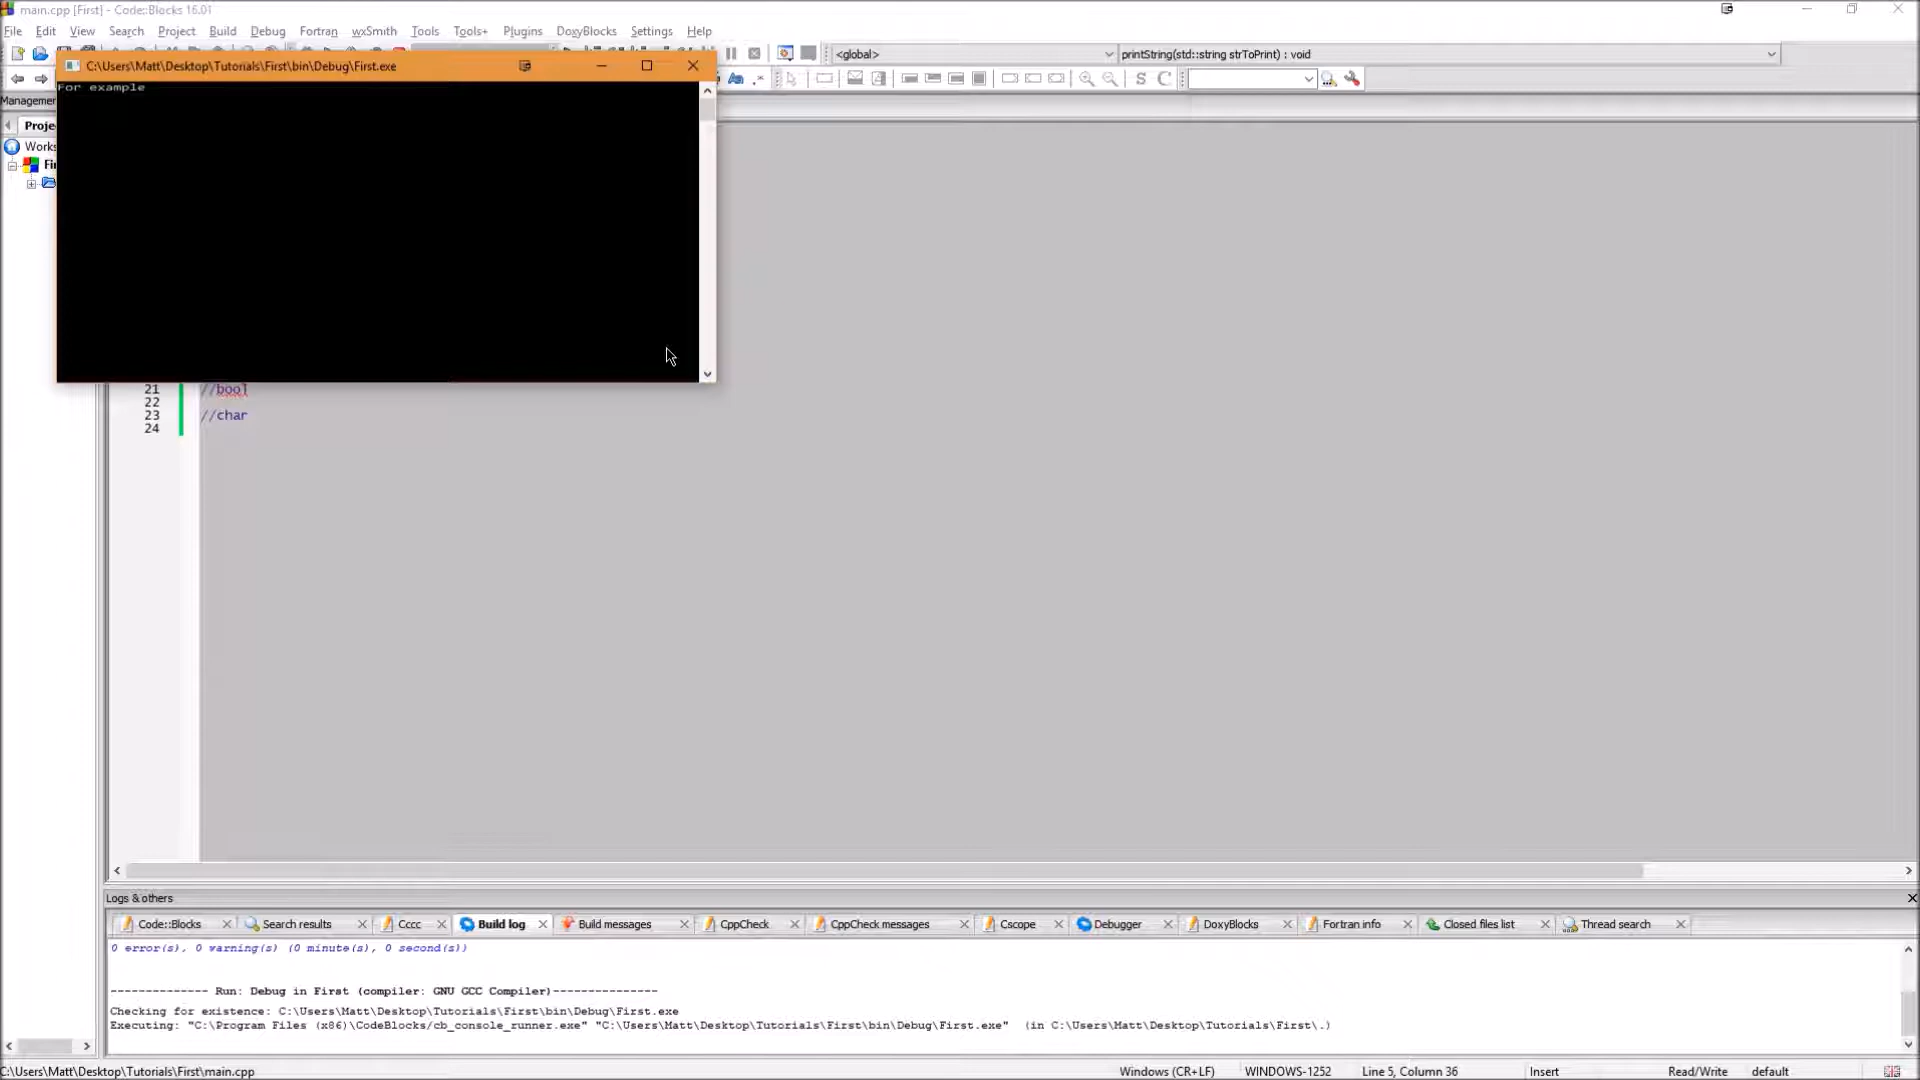 main.cpp [First] - Code::Blocks 16.01
File Edit View Search Project Build Debug Fortran wxSmith Tools Tools+ Plugins DoxyBlocks Settings Help
<global>
printString(std::string strToPrint) : void
C:\Users\Matt\Desktop\Tutorials\First\bin\Debug\First.exe
For example
Managemen
Proje
Works
Fir
21 //bool
22
23 //char
24
Logs & others
Code::Blocks Search results Cccc Build log Build messages CppCheck CppCheck messages Cscope Debugger DoxyBlocks Fortran info Closed files list Thread search
0 error(s), 0 warning(s) (0 minute(s), 0 second(s))
-------------- Run: Debug in First (compiler: GNU GCC Compiler)---------------
Checking for existence: C:\Users\Matt\Desktop\Tutorials\First\bin\Debug\First.exe
Executing: "C:\Program Files (x86)\CodeBlocks/cb_console_runner.exe" "C:\Users\Matt\Desktop\Tutorials\First\bin\Debug\First.exe" (in C:\Users\Matt\Desktop\Tutorials\First\.)
C:\Users\Matt\Desktop\Tutorials\First\main.cpp Windows (CR+LF) WINDOWS-1252 Line 5, Column 36 Insert Read/Write default